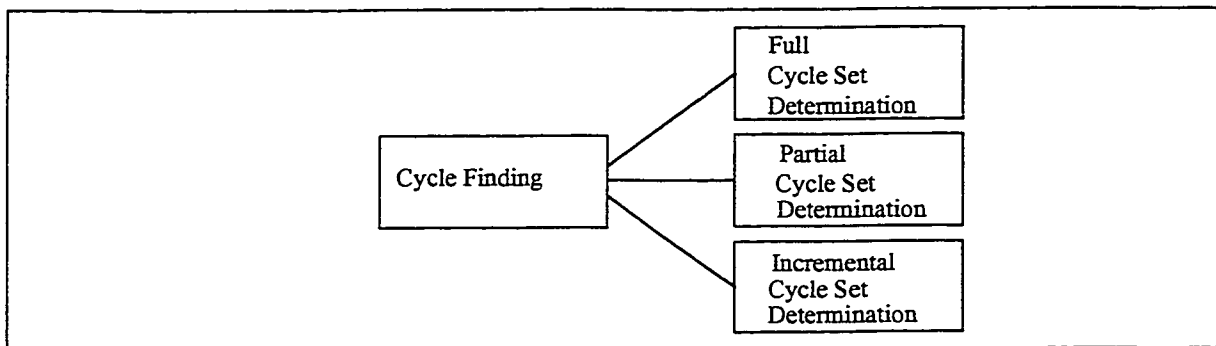 Full
Cycle Set
Determination
Cycle Finding
Partial
Cycle Set
Determination
Incremental
Cycle Set
Determination